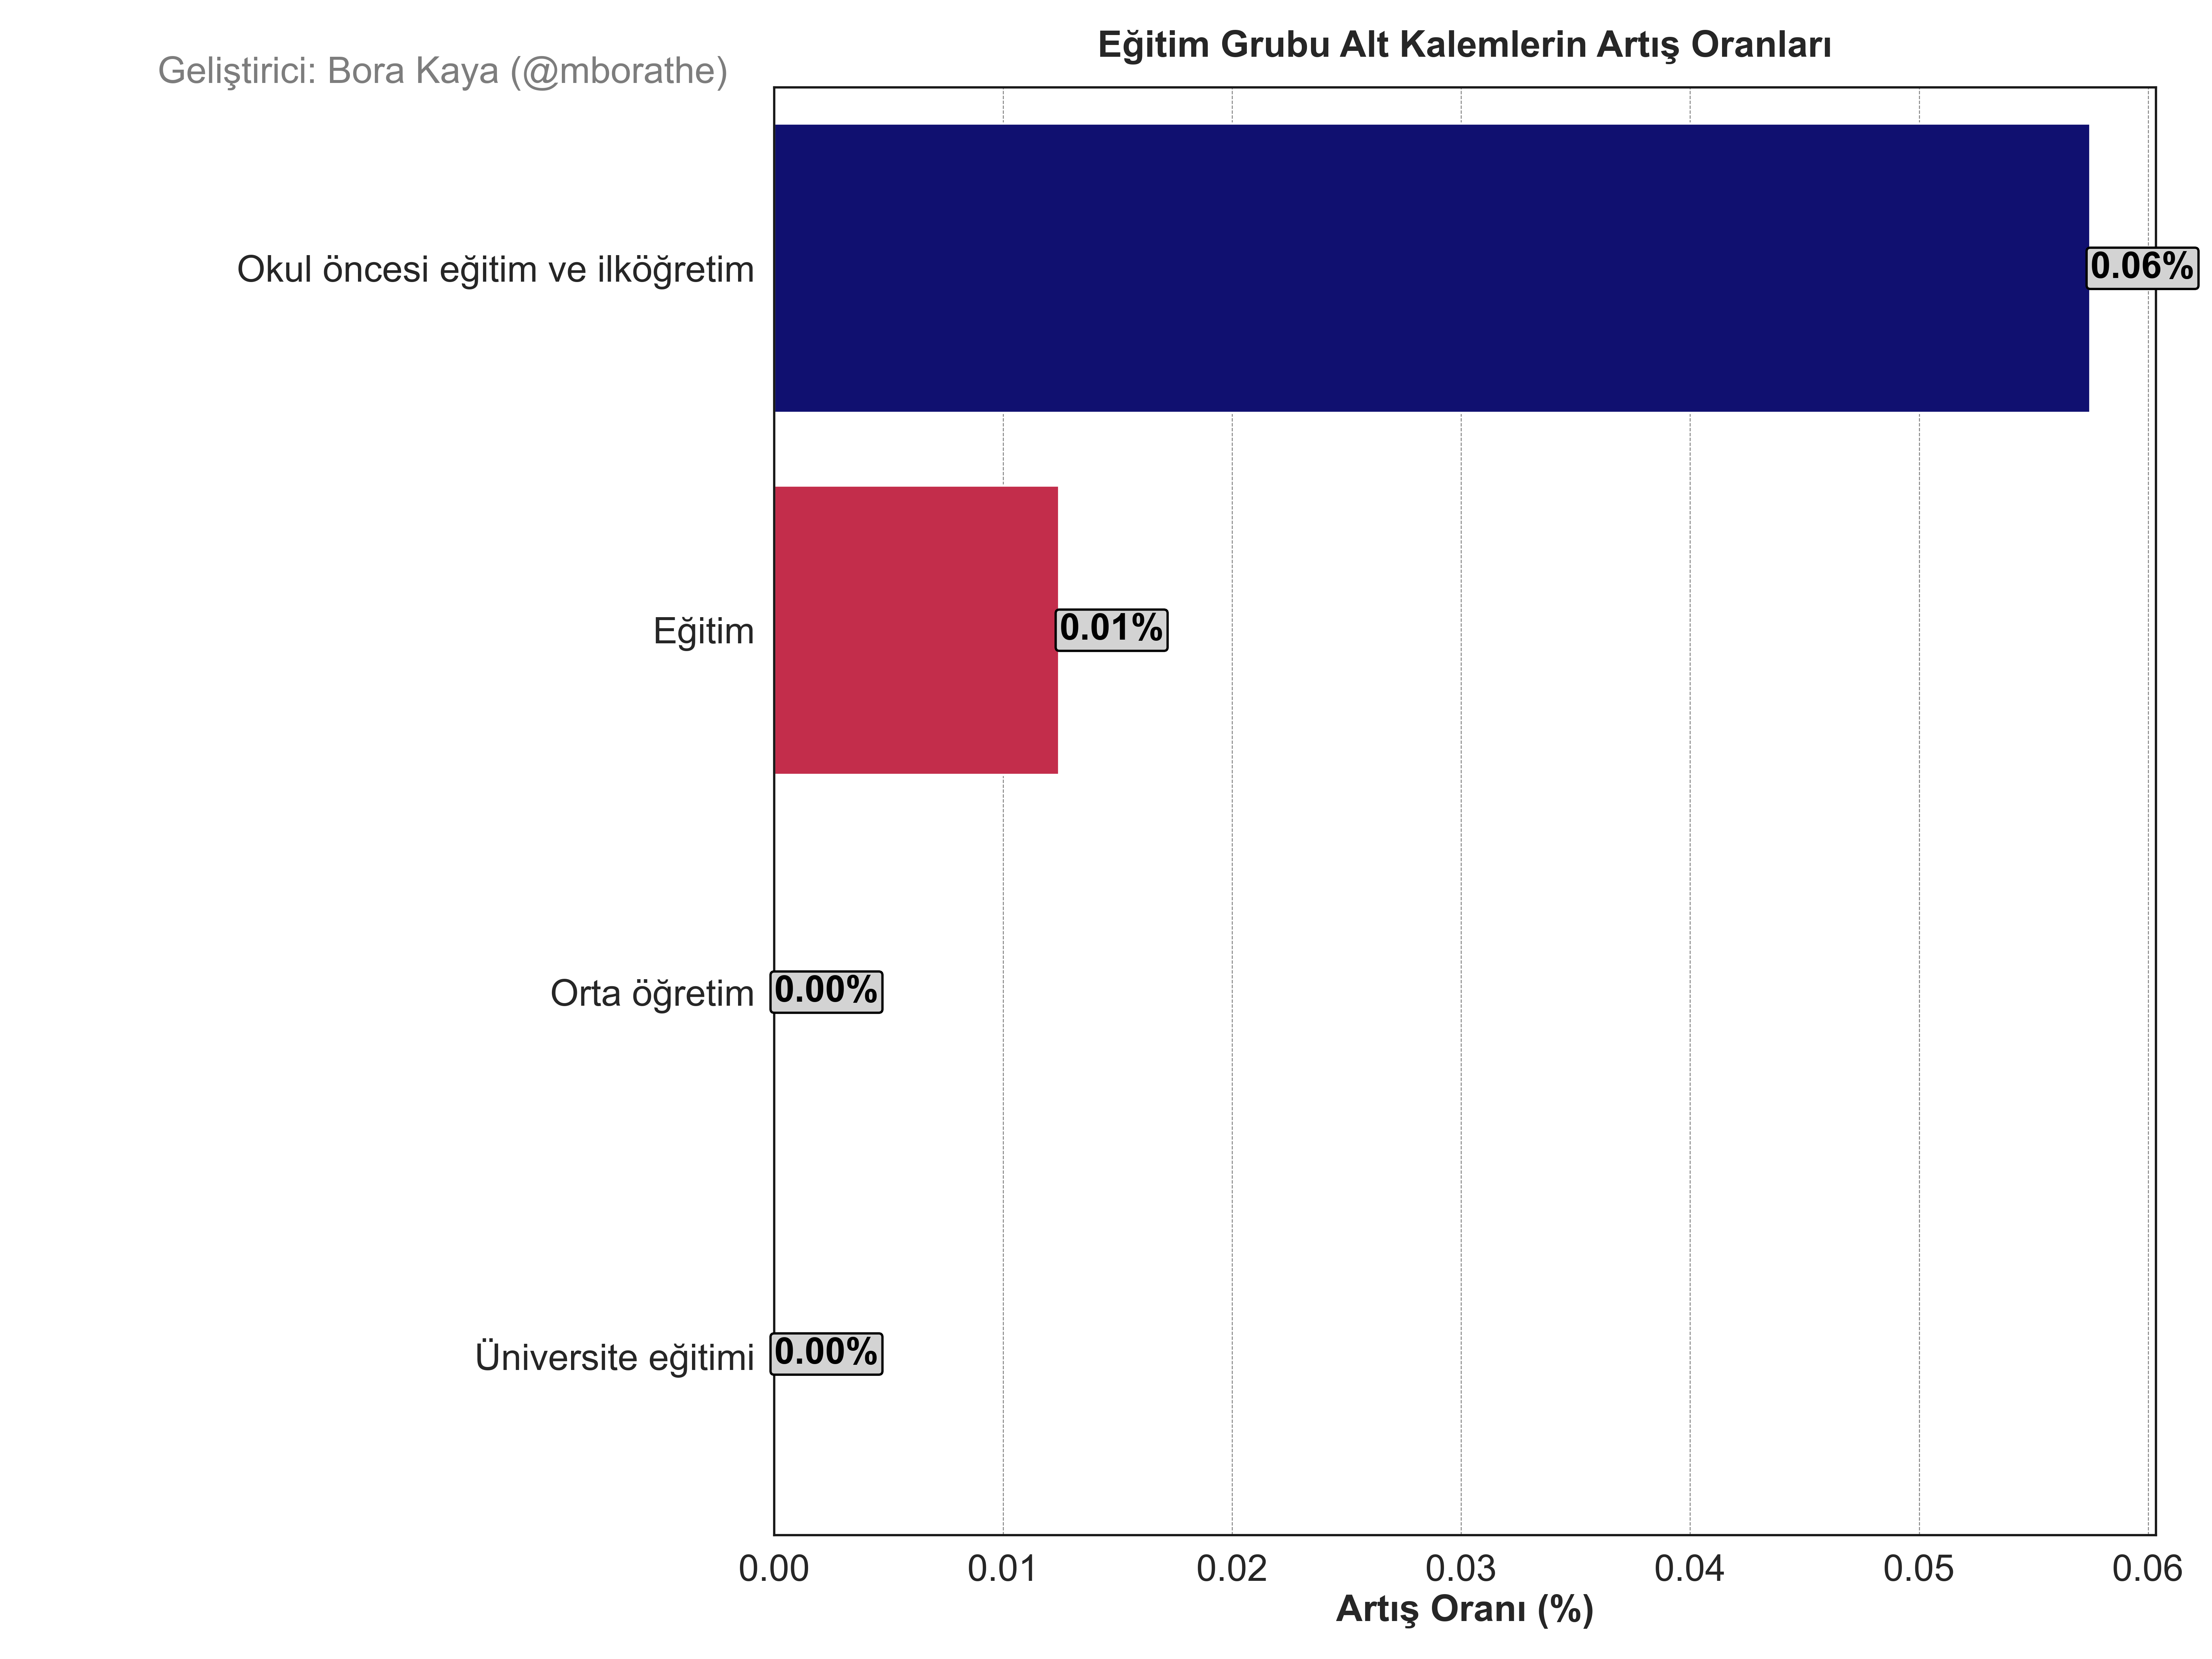 Eğitim Grubu Alt Kalemlerin Artış Oranları
Geliştirici: Bora Kaya (@mborathe)
Okul öncesi eğitim ve ilköğretim
0.06%
Eğitim
0.01%
Orta öğretim
0.00%
Üniversite eğitimi
0.00%
0.00 0.01 0.02 0.03 0.04 0.05 0.06
Artış Oranı (%)